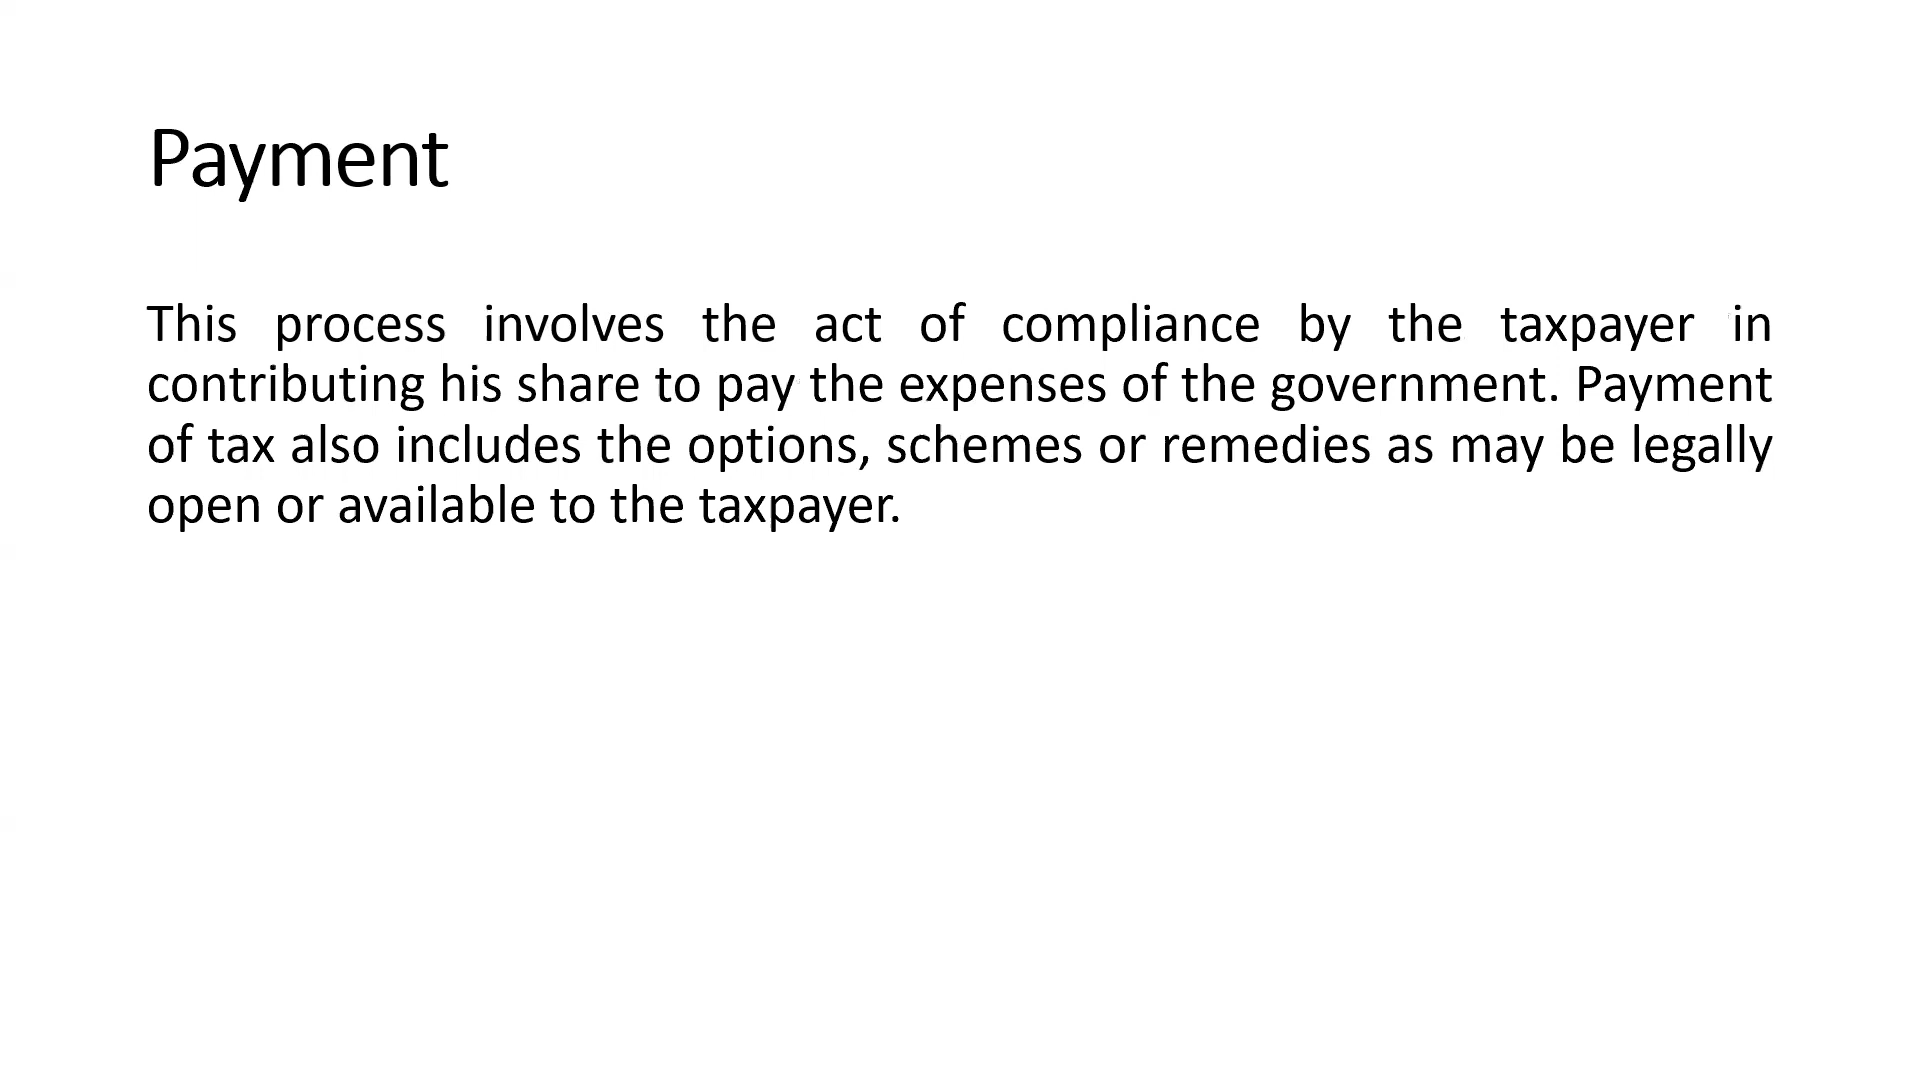 Payment
This process involves the act of compliance by the taxpayer in
contributing his share to pay the expenses of the government. Payment
of tax also includes the options, schemes or remedies as may be legally
open or available to the taxpayer.